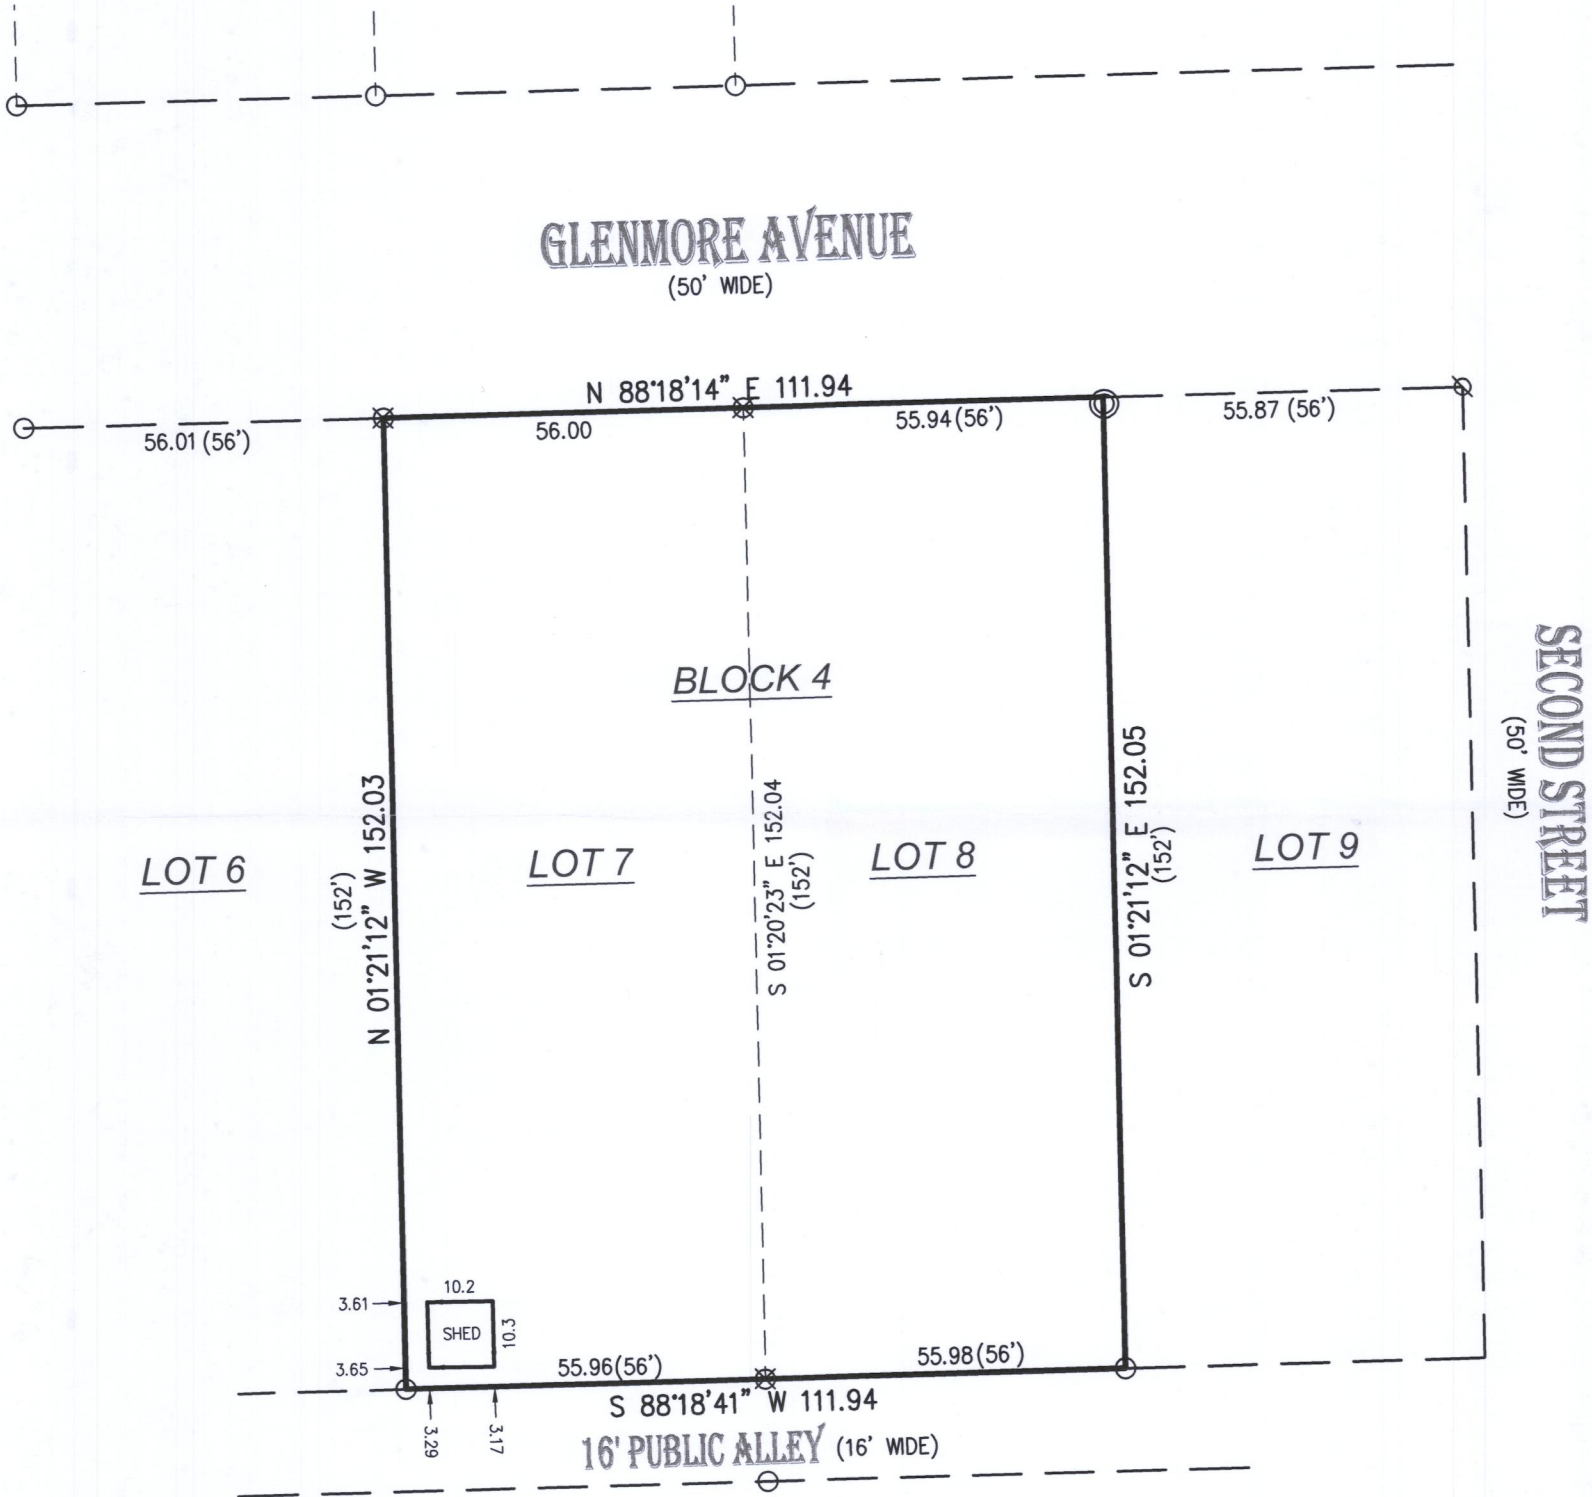 GLENMORE AVENUE
(50' WIDE)
N 88°18'14" E 111.94
56.01 (56')
56.00
55.94(56')
55.87 (56')
BLOCK 4
SECOND STREET
(50' WIDE)
N 01°21'12" W 152.03
(152')
S 01°20'23" E 152.04
(152')
S 01°21'12" E 152.05
(152')
LOT 6
LOT 7
LOT 8
LOT 9
10.2
3.61
SHED
10.3
3.65
55.96(56')
55.98(56')
S 88°18'41" W 111.94
3.29
3.17
16' PUBLIC ALLEY (16' WIDE)